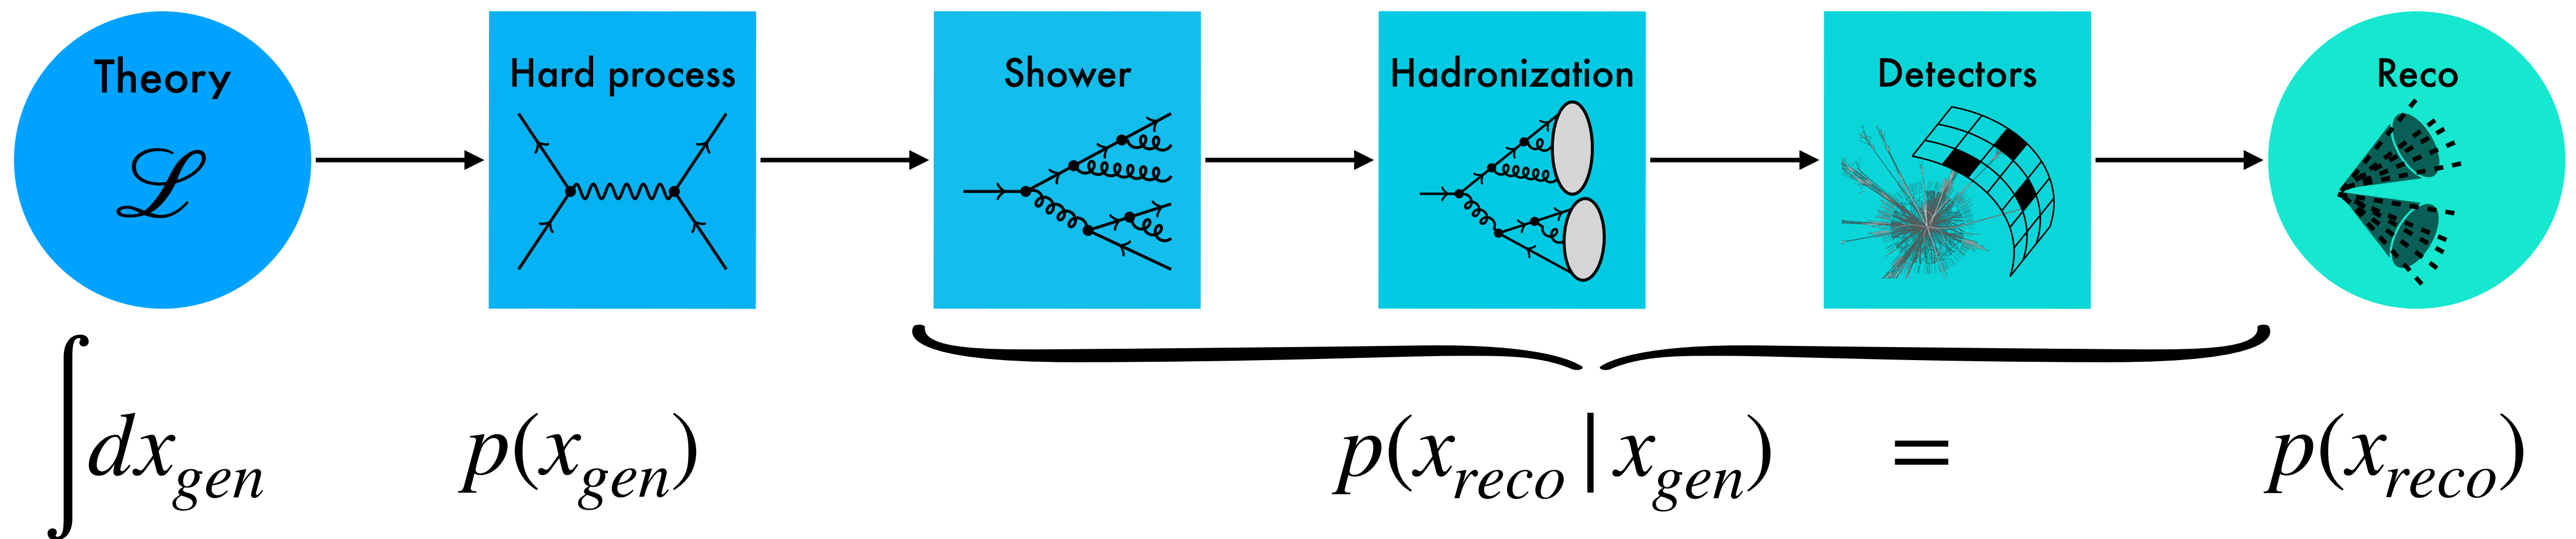 Theory
ℒ
Hard process
Shower
Hadronization
Detectors
Reco
∫dx_gen p(x_gen) p(x_reco | x_gen) = p(x_reco)